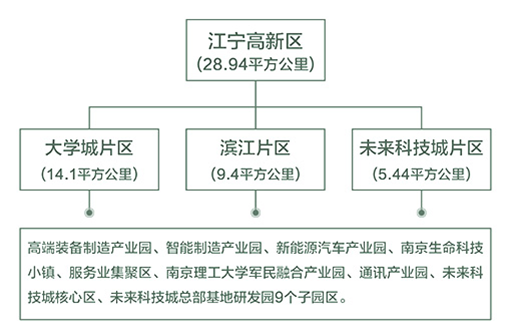 江宁高新区
(28.94平方公里)
大学城片区
(14.1平方公里)
滨江片区
(9.4平方公里)
未来科技城片区
(5.44平方公里)
高端装备制造产业园、智能制造产业园、新能源汽车产业园、南京生命科技
小镇、服务业集聚区、南京理工大学军民融合产业园、通讯产业园、未来科
技城核心区、未来科技城总部基地研发园9个子园区。